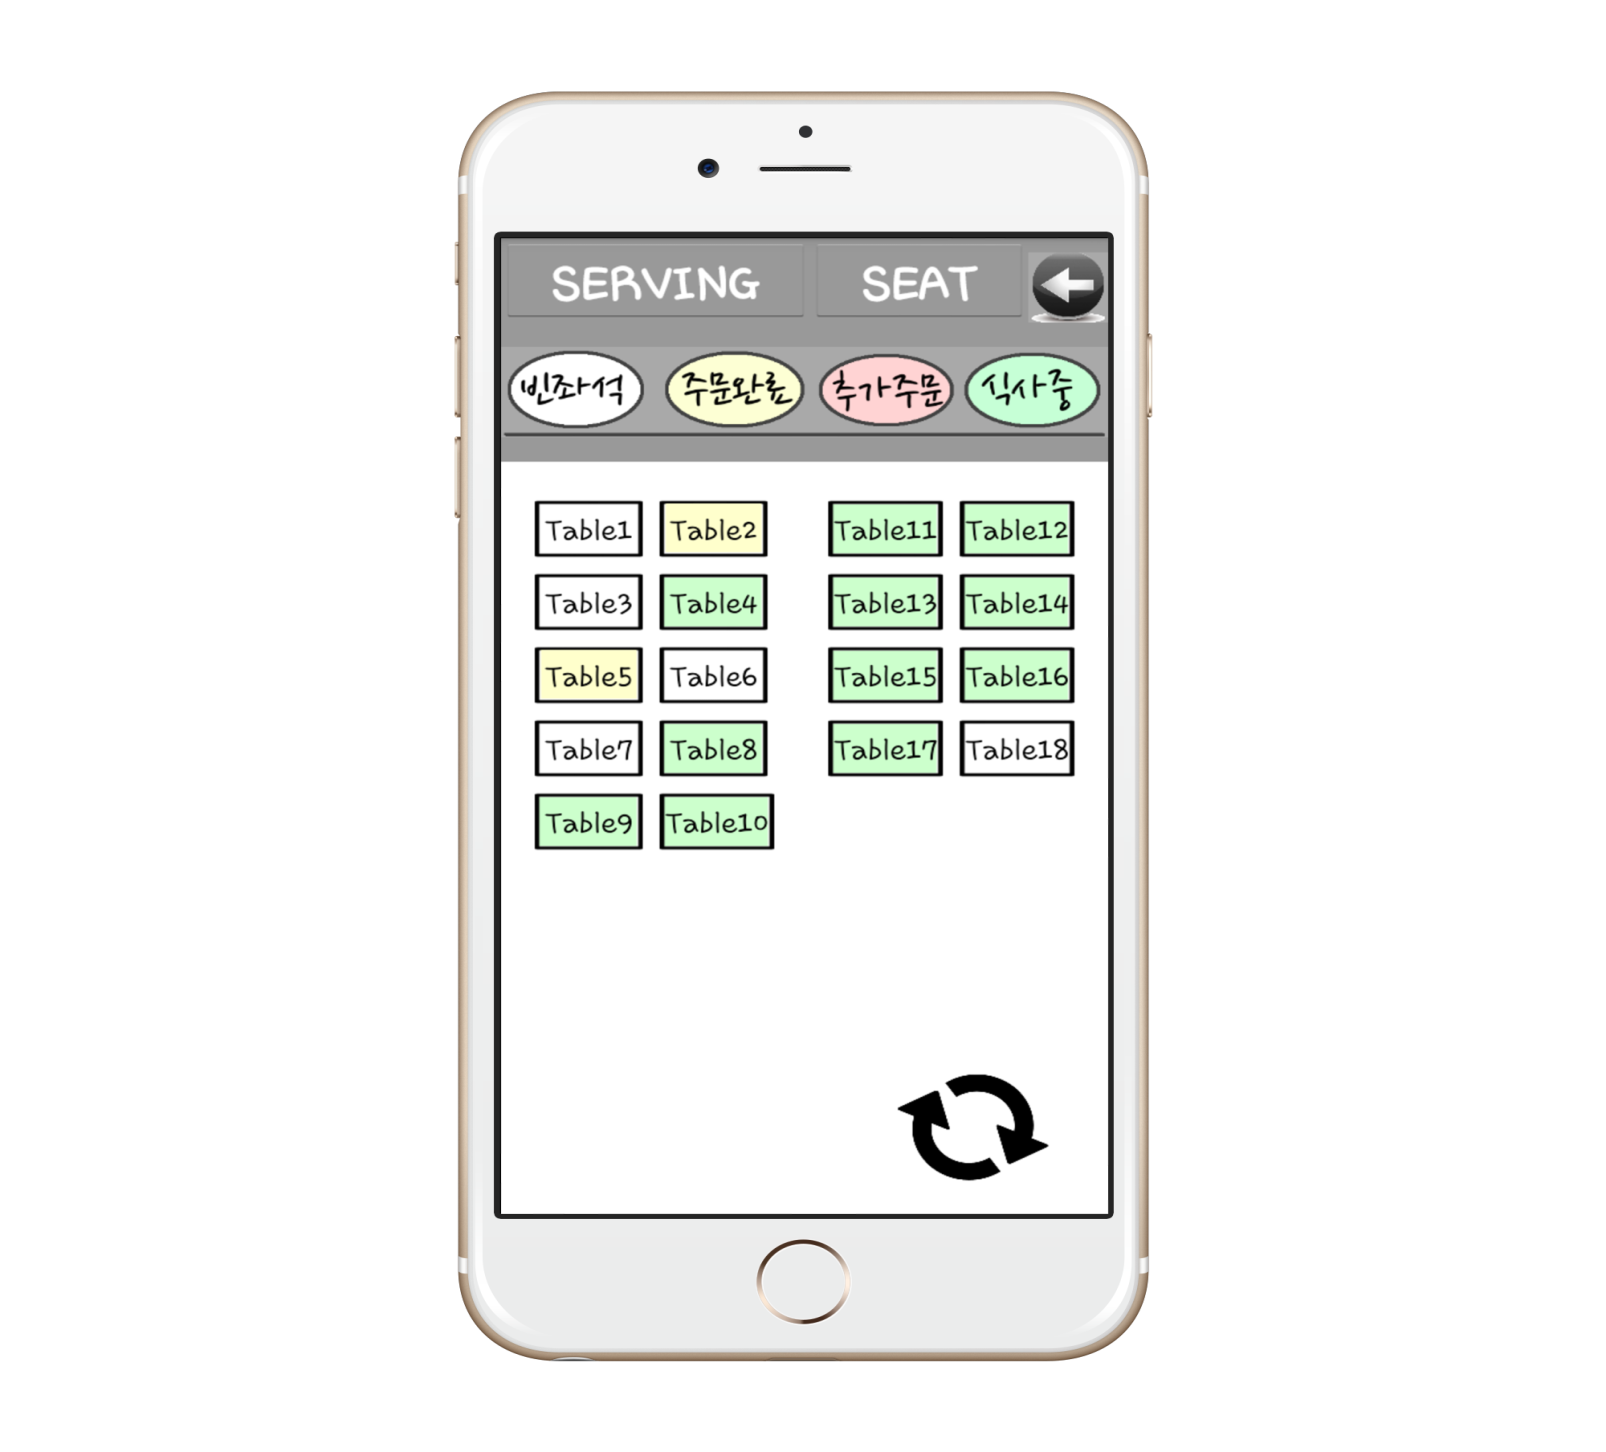 SERVING SEAT
빈좌석 주문완료 추가주문 식사중
Table1 Table2 Table11 Table12
Table3 Table4 Table13 Table14
Table5 Table6 Table15 Table16
Table7 Table8 Table17 Table18
Table9 Table10